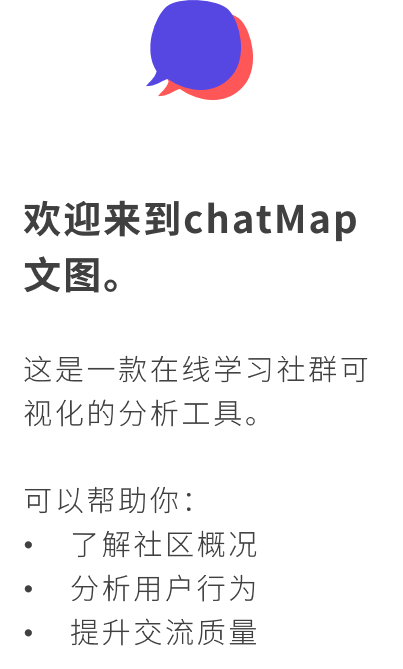 欢迎来到chatMap
文图。
这是一款在线学习社群可
视化的分析工具。
可以帮助你：
• 了解社区概况
• 分析用户行为
• 提升交流质量